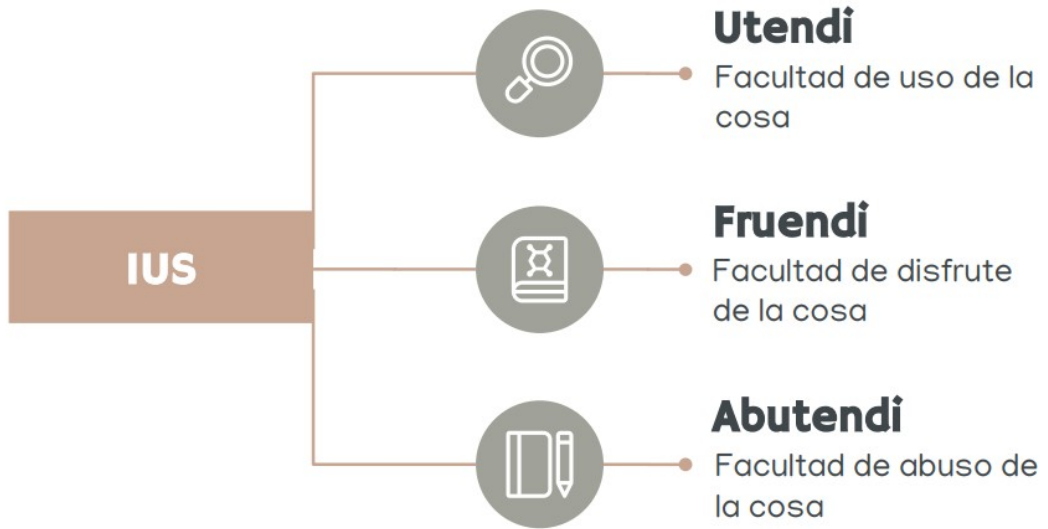 Utendi
Facultad de uso de la
cosa
IUS
Fruendi
Facultad de disfrute
de la cosa
Abutendi
Facultad de abuso de
la cosa